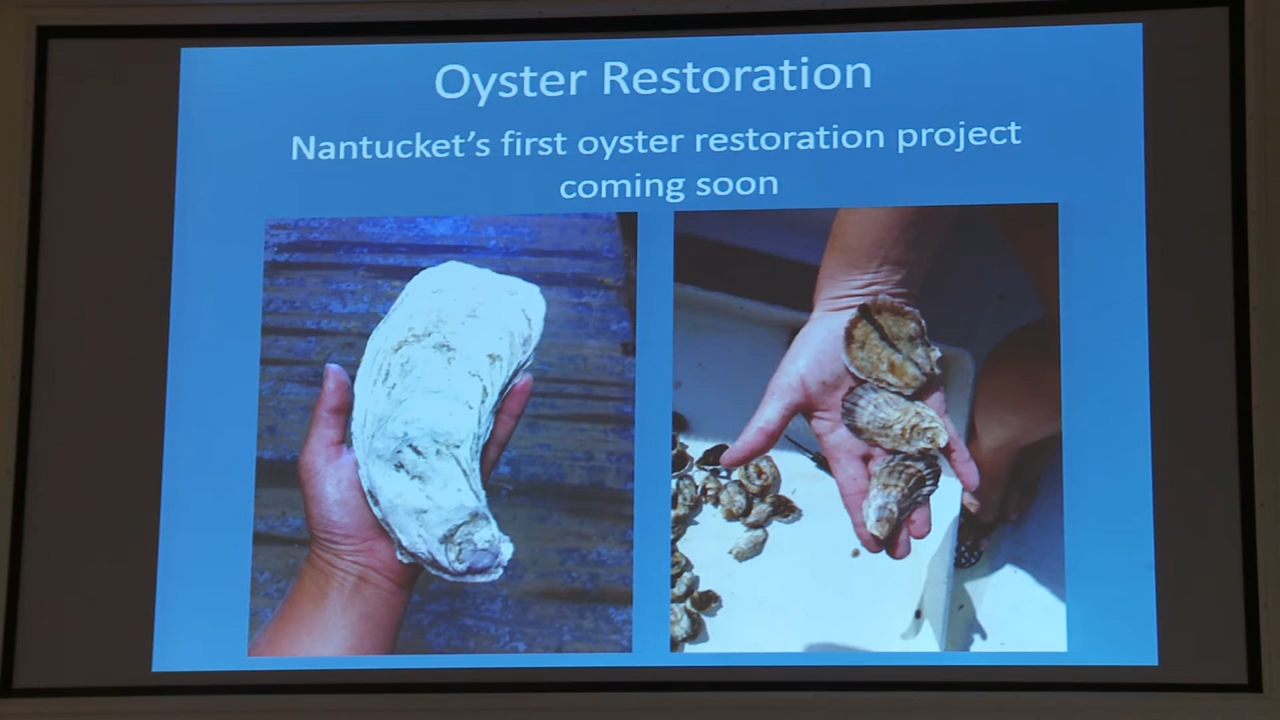 Oyster Restoration
Nantucket’s first oyster restoration project
coming soon